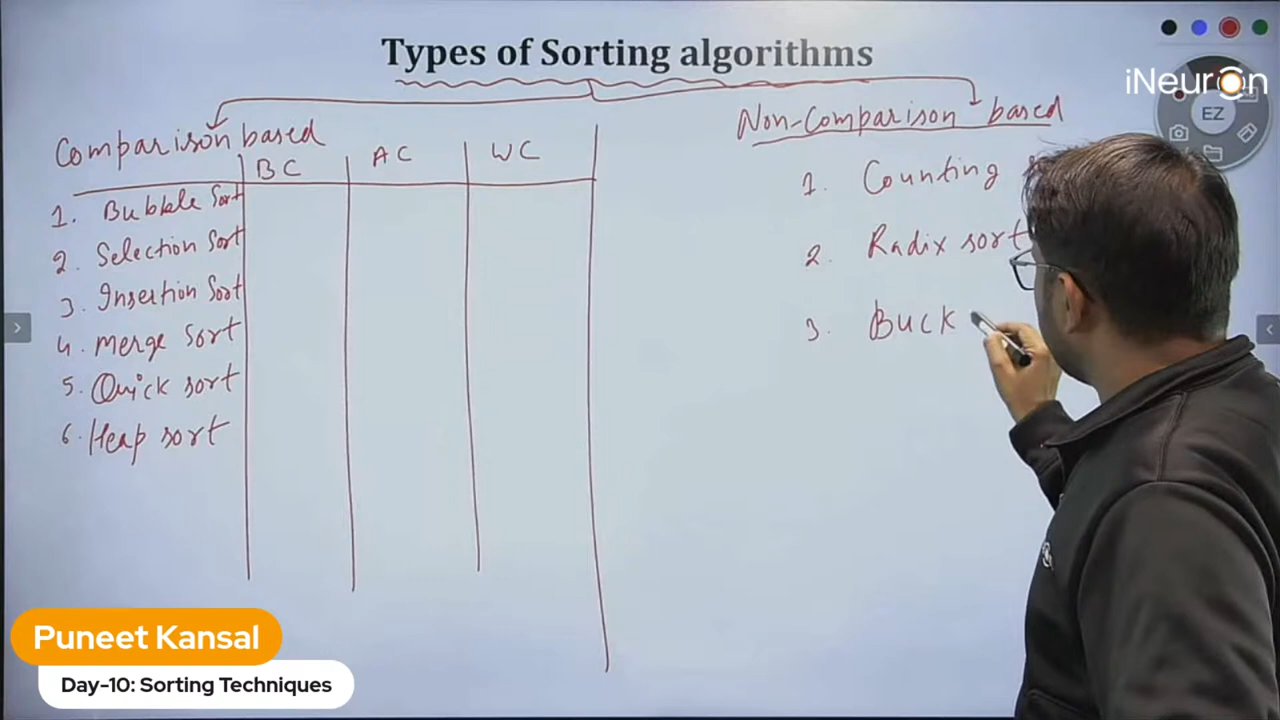 Types of Sorting algorithms
iNeuron
EZ
Comparison based
BC
AC
WC
1. Bubble Sort
2. Selection Sort
3. Insertion Sort
4. Merge Sort
5. Quick sort
6. Heap sort
Non-Comparison based
1. Counting
2. Radix sort
3. Buck
Puneet Kansal
Day-10: Sorting Techniques